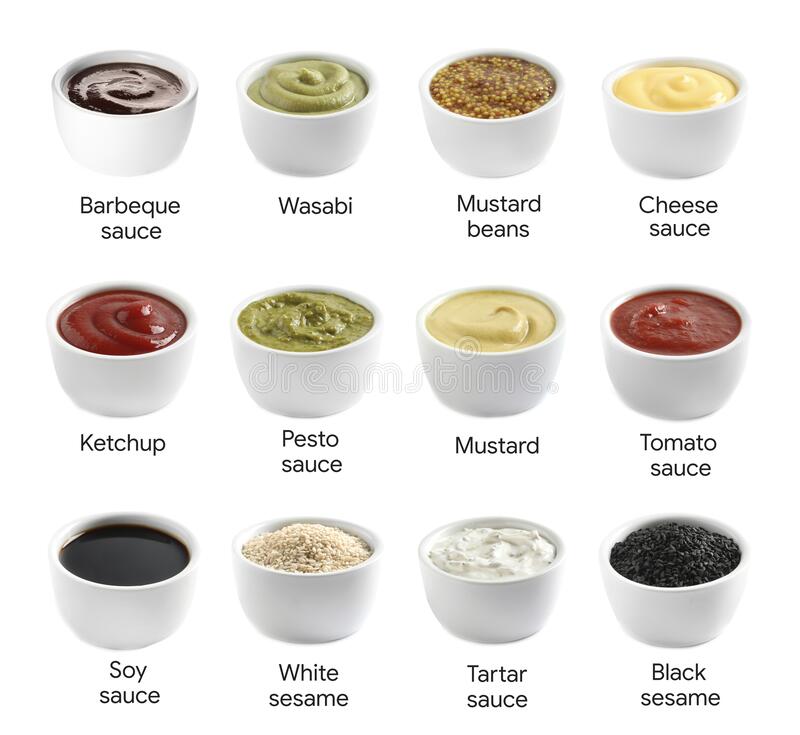 Barbeque
sauce
Wasabi
Mustard
beans
Cheese
sauce
dreamstime
Ketchup
Pesto
sauce
Mustard
Tomato
sauce
Soy
sauce
White
sesame
Tartar
sauce
Black
sesame